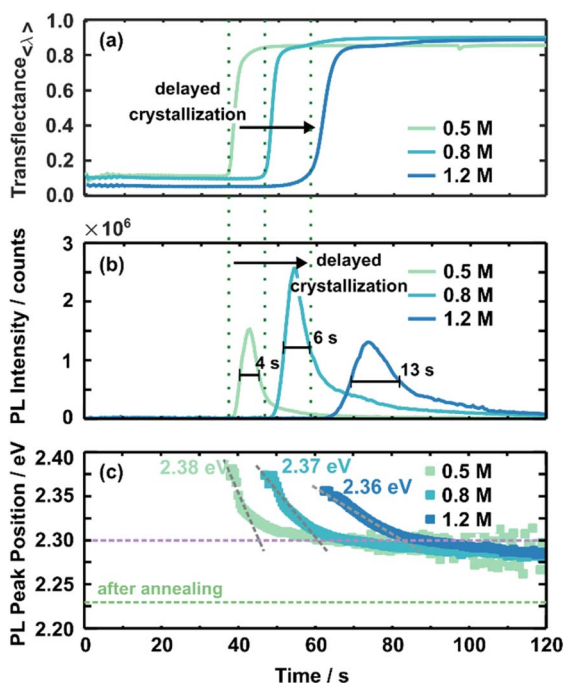 (a)
Transflectance<λ>
1.0
0.8
0.6
0.4
0.2
0.0
delayed
crystallization
0.5 M
0.8 M
1.2 M
× 10⁶
(b)
PL Intensity / counts
3
2
1
0
delayed
crystallization
0.5 M
0.8 M
1.2 M
4 s
6 s
13 s
(c)
PL Peak Position / eV
2.40
2.35
2.30
2.25
2.20
2.38 eV
2.37 eV
2.36 eV
0.5 M
0.8 M
1.2 M
after annealing
0
20
40
60
80
100
120
Time / s